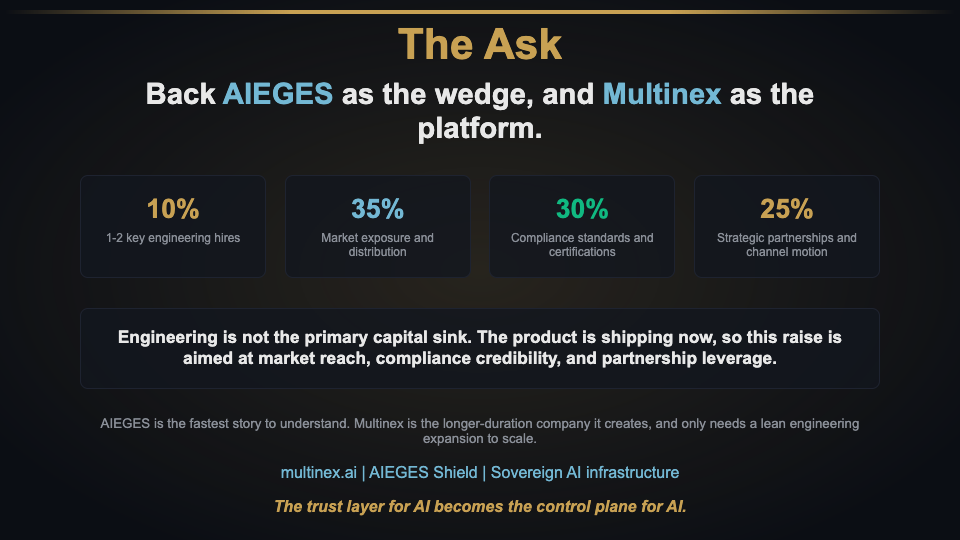 The Ask
Back AIEGES as the wedge, and Multinex as the
platform.
10%
1-2 key engineering hires
35%
Market exposure and
distribution
30%
Compliance standards and
certifications
25%
Strategic partnerships and
channel motion
Engineering is not the primary capital sink. The product is shipping now, so this raise is
aimed at market reach, compliance credibility, and partnership leverage.
AIEGES is the fastest story to understand. Multinex is the longer-duration company it creates, and only needs a lean engineering
expansion to scale.
multinex.ai | AIEGES Shield | Sovereign AI infrastructure
The trust layer for AI becomes the control plane for AI.